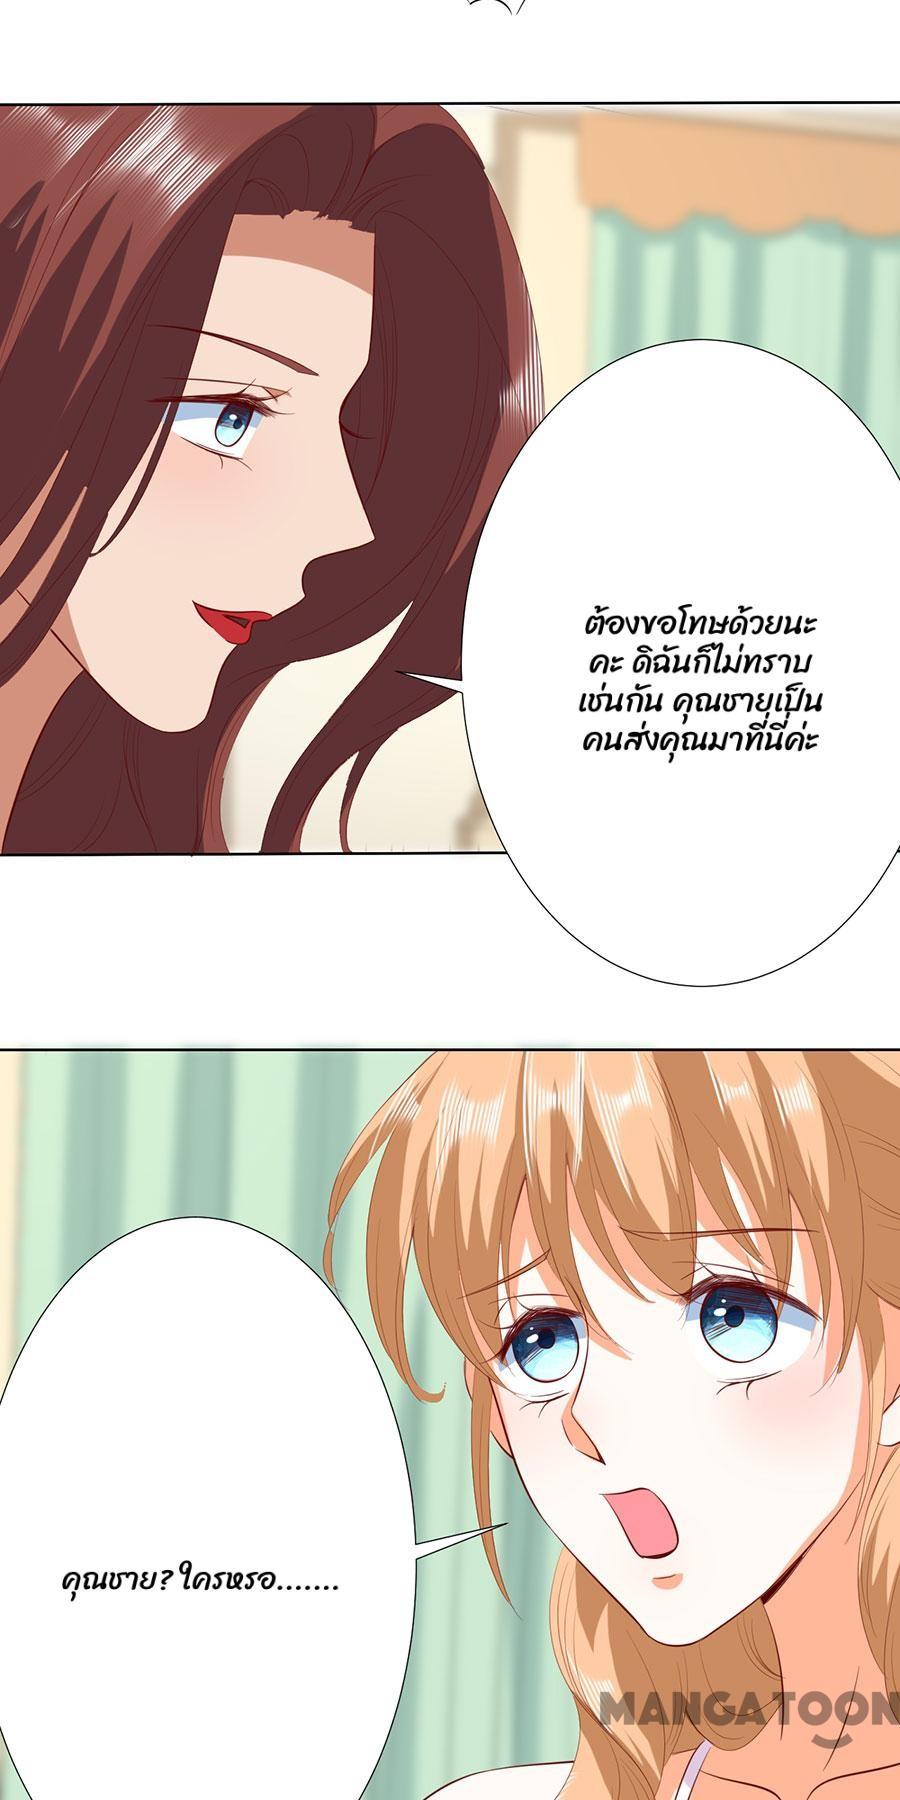 ต้องขอโทษด้วยนะ
คะ ดิฉันก็ไม่ทราบ
เช่นกัน คุณชายเป็น
คนส่งคุณมาที่นี่ค่ะ
คุณชาย? ใครหรอ.......
MANGATOON